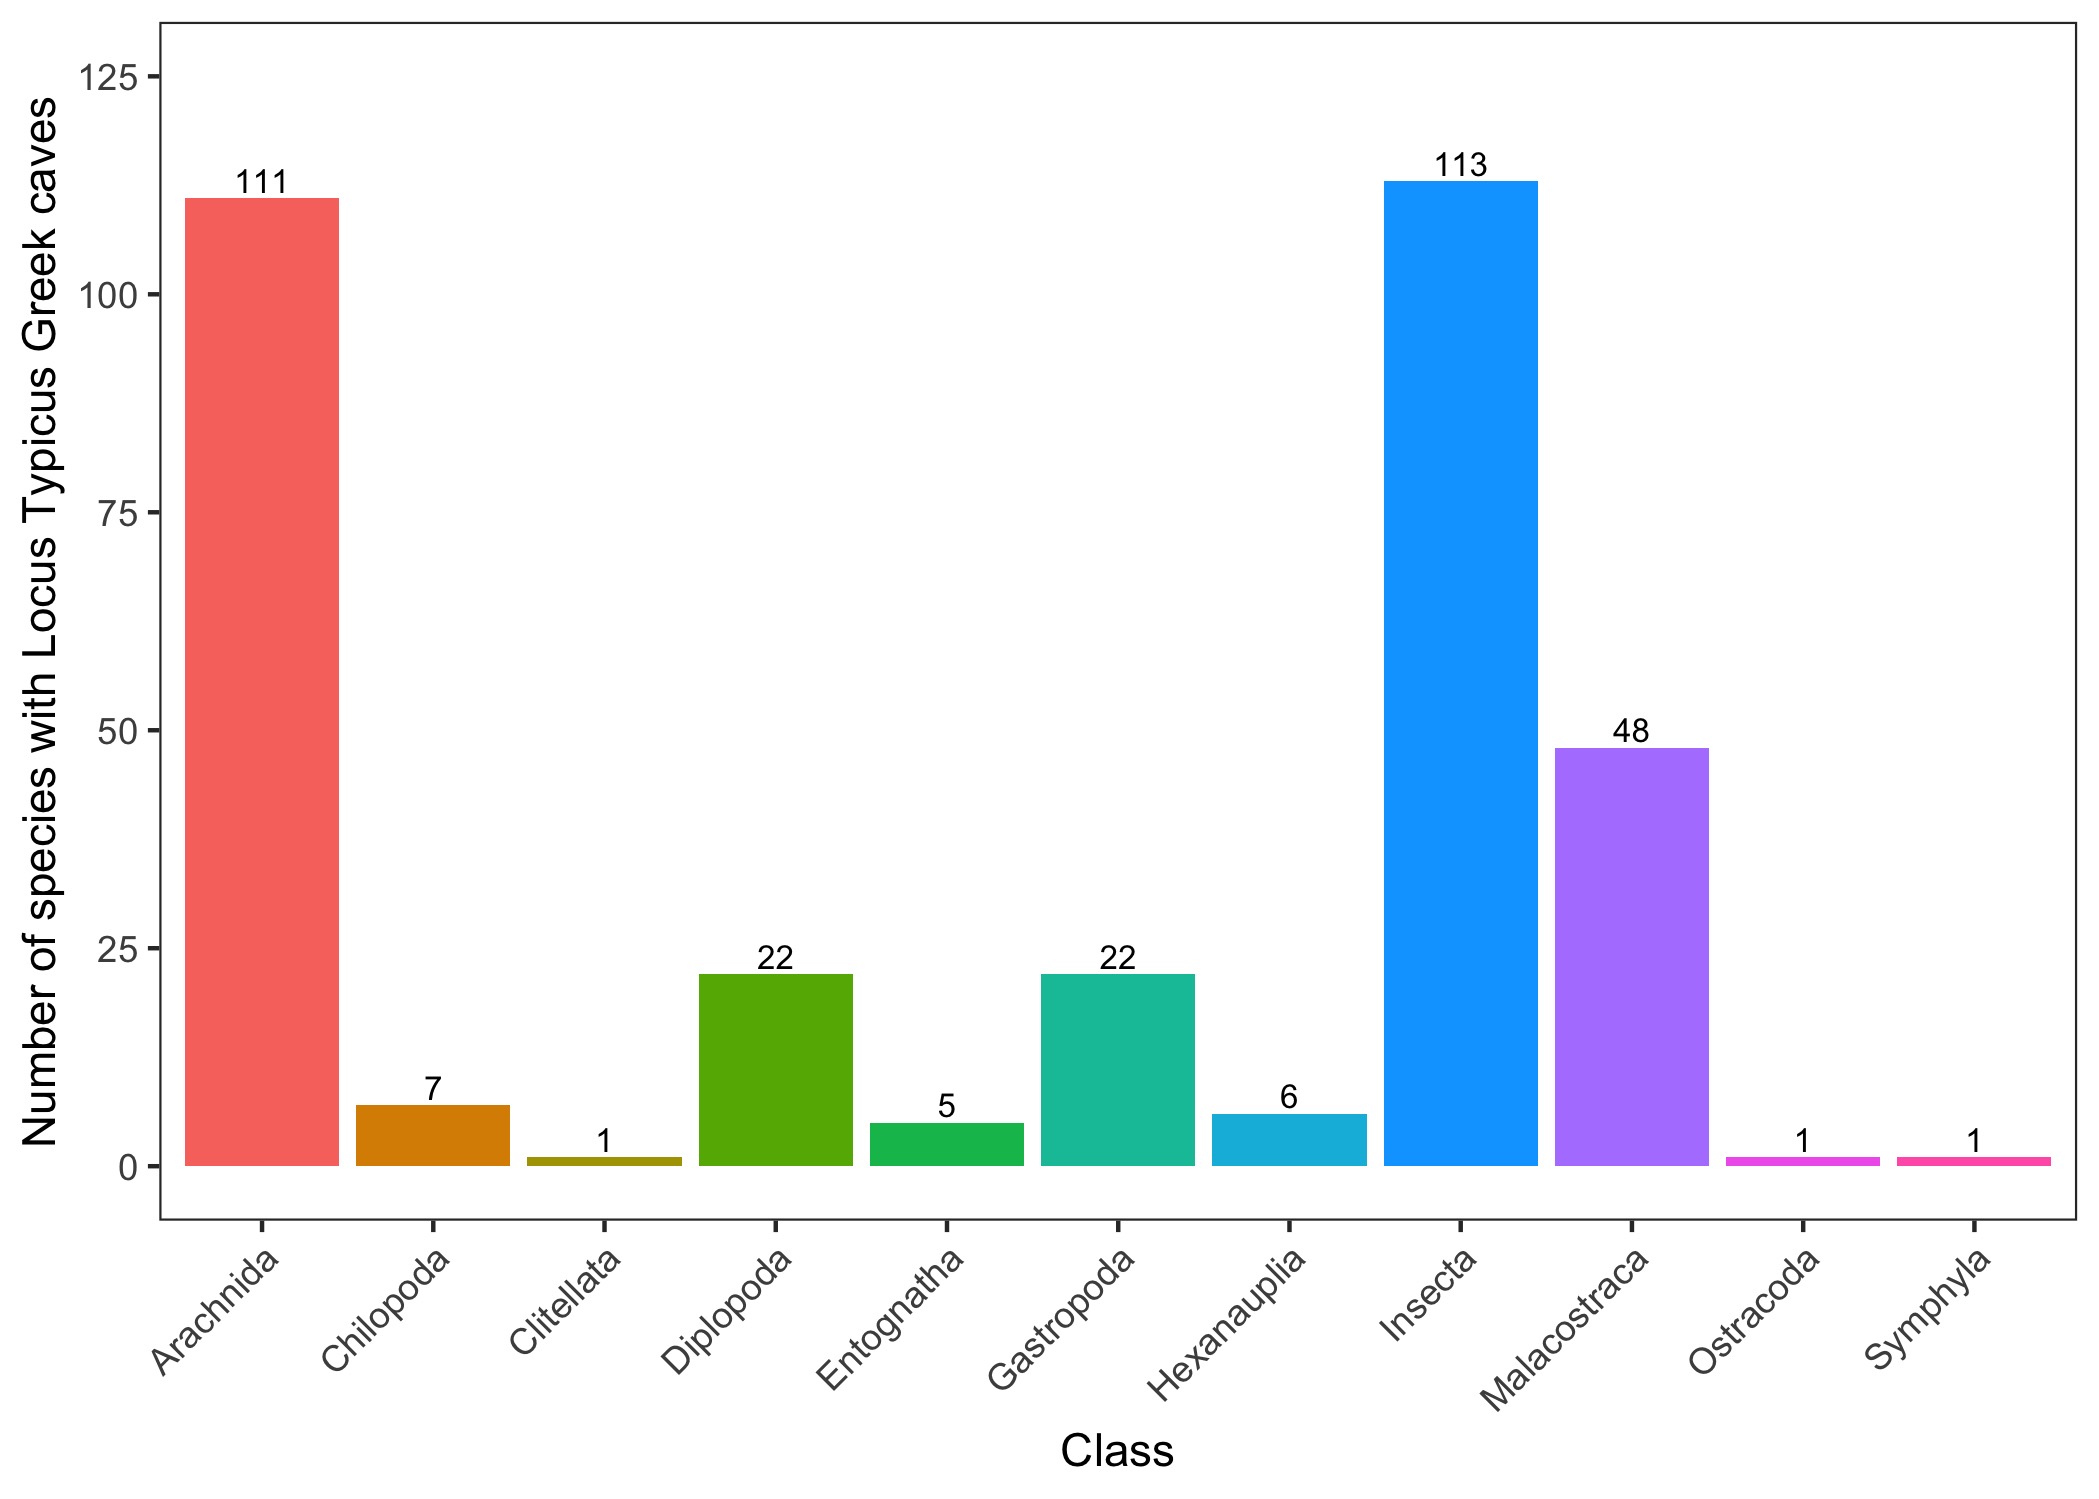 Number of species with Locus Typicus Greek caves
125
100
75
50
25
0
111
7
1
22
5
22
6
113
48
1
1
Arachnida
Chilopoda
Clitellata
Diplopoda
Entognatha
Gastropoda
Hexanauplia
Insecta
Malacostraca
Ostracoda
Symphyla
Class